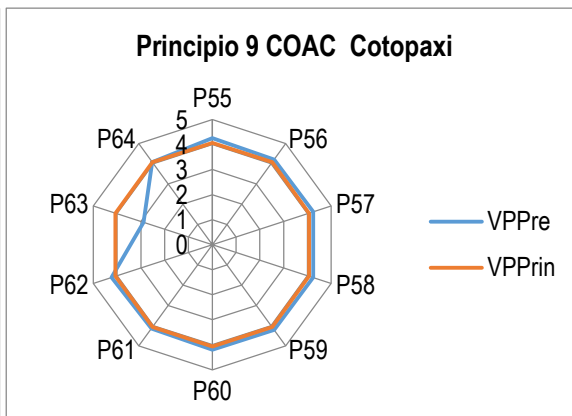 Principio 9 COAC  Cotopaxi
P55
P64
P56
5
4
3
2
1
0
P63
P57
VPPre
VPPrin
P62
P58
P61
P59
P60